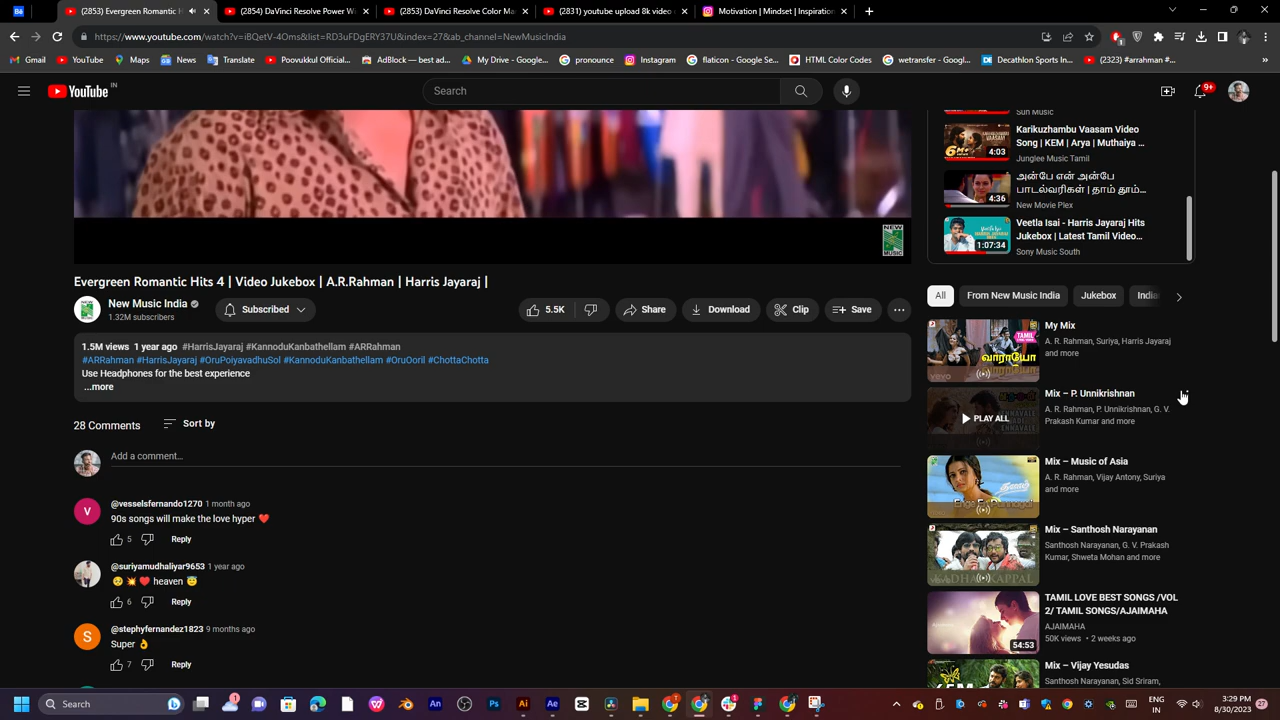 (2853) Evergreen Romantic H
(2854) DaVinci Resolve Power W
(2853) DaVinci Resolve Color M
(2831) youtube upload 8k video
Motivation | Mindset | Inspiration
https://www.youtube.com/watch?v=iBQetV-4Oms&list=RD3uFDgERY37U&index=27&ab_channel=NewMusicIndia
Gmail
YouTube
Maps
News
Translate
Poovukkul Official...
AdBlock — best ad...
My Drive - Google...
pronounce
Instagram
flaticon - Google...
HTML Color Codes
wetransfer - Googl...
Decathlon Sports In...
(2323) #arrahman #...
YouTube IN
Search
9+
Sun Music
Karikuzhambu Vaasam Video
Song | KEM | Arya | Muthaiya ...
4:03
Junglee Music Tamil
அன்பே என் அன்பே
பாடல்வரிகள் | தாம் தூம்...
4:36
New Movie Plex
Veetla Isai - Harris Jayaraj Hits
Jukebox | Latest Tamil Video...
1:07:34
Sony Music South
NEW MUSIC
Evergreen Romantic Hits 4 | Video Jukebox | A.R.Rahman | Harris Jayaraj |
New Music India
1.32M subscribers
Subscribed
5.5K
Share
Download
Clip
Save
1.5M views 1 year ago #HarrisJayaraj #KannoduKanbathellam #ARRahman
#ARRahman #HarrisJayaraj #OruPoiyavadhuSol #KannoduKanbathellam #OruOoril #ChottaChotta
Use Headphones for the best experience
...more
28 Comments
Sort by
Add a comment...
@vesselsfernando1270 1 month ago
90s songs will make the love hyper ❤️
5
Reply
@suriyamudhaliyar9653 1 year ago
🥺💥❤️ heaven 😇
6
Reply
@stephyfernandez1823 9 months ago
Super 👌
7
Reply
All
From New Music India
Jukebox
India
My Mix
A. R. Rahman, Suriya, Harris Jayaraj
and more
TAMIL
வாராயோ
vevo
Mix – P. Unnikrishnan
A. R. Rahman, P. Unnikrishnan, G. V.
Prakash Kumar and more
PLAY ALL
Mix – Music of Asia
A. R. Rahman, Vijay Antony, Suriya
and more
Mix – Santhosh Narayanan
Santhosh Narayanan, G. V. Prakash
Kumar, Shweta Mohan and more
KADHAL KAPPAL
TAMIL LOVE BEST SONGS /VOL
2/ TAMIL SONGS/AJAIMAHA
AJAIMAHA
50K views • 2 weeks ago
54:53
Mix – Vijay Yesudas
Santhosh Narayanan, Sid Sriram,
Search
ENG
IN
3:29 PM
8/30/2023